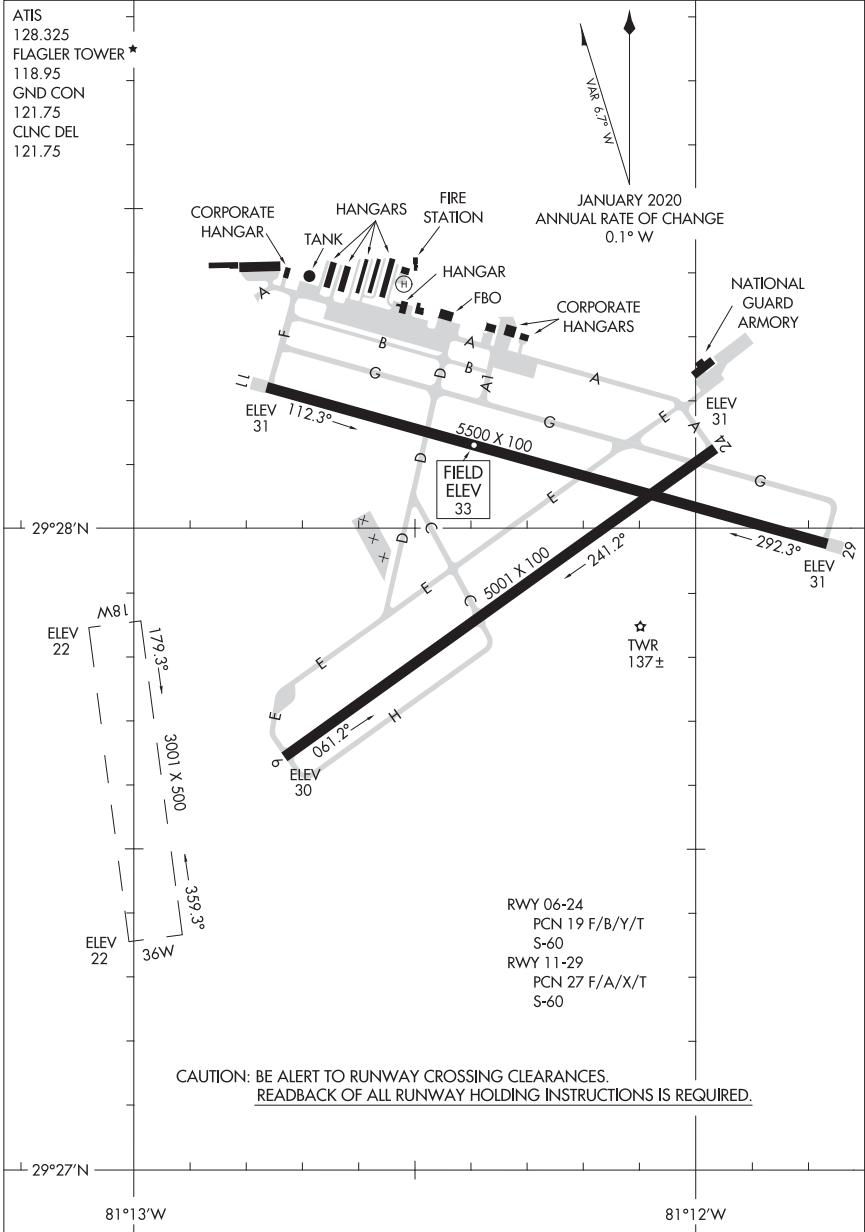 ATIS
128.325
FLAGLER TOWER
118.95
GND CON
121.75
CLNC DEL
121.75
VAR 6.7° W
JANUARY 2020
ANNUAL RATE OF CHANGE
0.1° W
CORPORATE
HANGAR
TANK
HANGARS
FIRE
STATION
H
HANGAR
FBO
CORPORATE
HANGARS
NATIONAL
GUARD
ARMORY
A
F
B
A
B
D
A1
G
A
G
E
A
ELEV
31
24
11
ELEV
31
112.3°
5500 X 100
FIELD
ELEV
33
D
E
G
29°28'N
X
X
X
D
C
E
C
5001 X 100
241.2°
292.3°
29
ELEV
31
TWR
137±
18W
ELEV
22
179.3°
3001 X 500
359.3°
ELEV
22
36W
E
E
H
061.2°
6
ELEV
30
RWY 06-24
PCN 19 F/B/Y/T
S-60
RWY 11-29
PCN 27 F/A/X/T
S-60
CAUTION: BE ALERT TO RUNWAY CROSSING CLEARANCES.
READBACK OF ALL RUNWAY HOLDING INSTRUCTIONS IS REQUIRED.
29°27'N
81°13'W
81°12'W